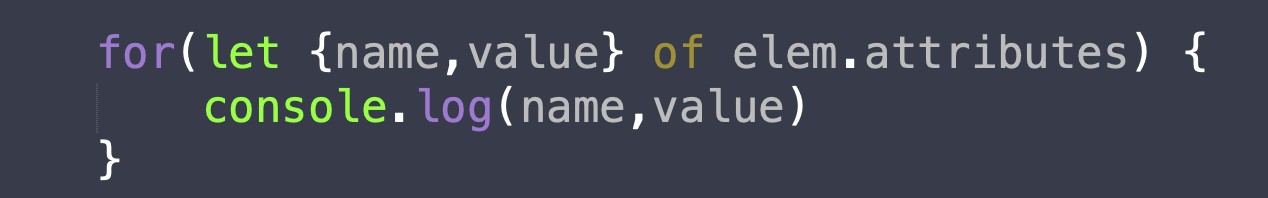 for(let {name,value} of elem.attributes) {
    console.log(name,value)
}